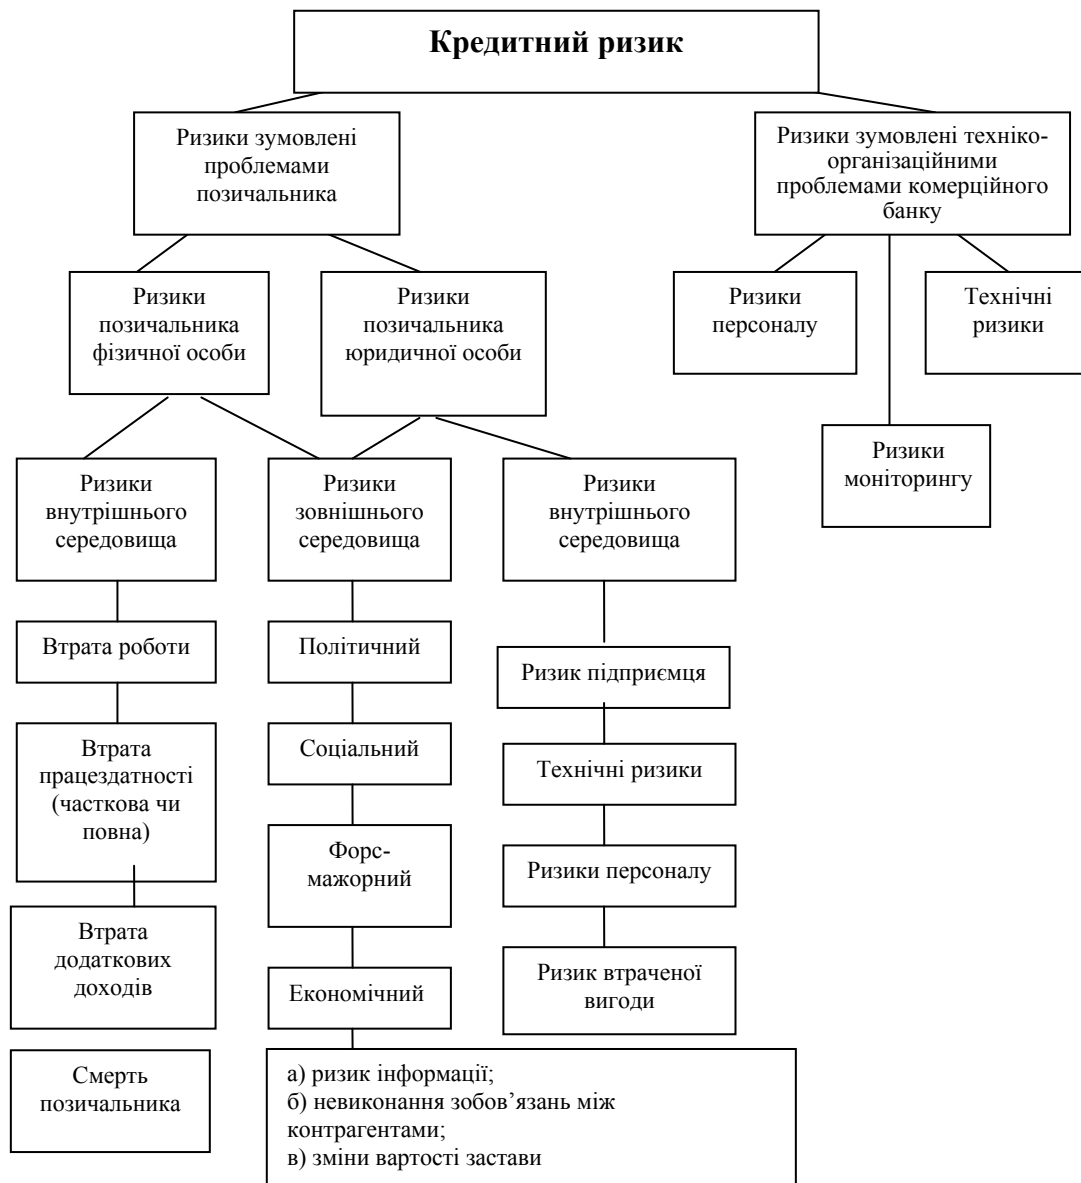 Кредитний ризик
Ризики зумовлені
проблемами
позичальника
Ризики зумовлені техніко-
організаційними
проблемами комерційного
банку
Ризики
позичальника
фізичної особи
Ризики
позичальника
юридичної особи
Ризики
персоналу
Технічні
ризики
Ризики
моніторингу
Ризики
внутрішнього
середовища
Ризики
зовнішнього
середовища
Ризики
внутрішнього
середовища
Втрата роботи
Політичний
Ризик підприємця
Втрата
працездатності
(часткова чи
повна)
Соціальний
Технічні ризики
Форс-
мажорний
Ризики персоналу
Втрата
додаткових
доходів
Економічний
Ризик втраченої
вигоди
Смерть
позичальника
а) ризик інформації;
б) невиконання зобов’язань між
контрагентами;
в) зміни вартості застави